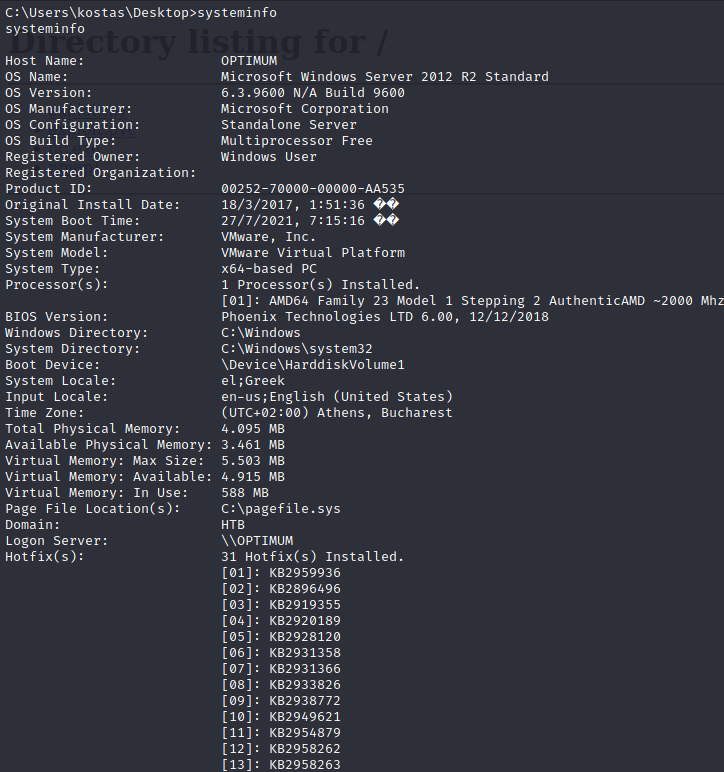 C:\Users\kostas\Desktop>systeminfo
systeminfo
Directory listing for /
Host Name:                 OPTIMUM
OS Name:                   Microsoft Windows Server 2012 R2 Standard
OS Version:                6.3.9600 N/A Build 9600
OS Manufacturer:           Microsoft Corporation
OS Configuration:          Standalone Server
OS Build Type:             Multiprocessor Free
Registered Owner:          Windows User
Registered Organization:
Product ID:                00252-70000-00000-AA535
Original Install Date:     18/3/2017, 1:51:36 ��
System Boot Time:          27/7/2021, 7:15:16 ��
System Manufacturer:       VMware, Inc.
System Model:              VMware Virtual Platform
System Type:               x64-based PC
Processor(s):              1 Processor(s) Installed.
                           [01]: AMD64 Family 23 Model 1 Stepping 2 AuthenticAMD ~2000 Mhz
BIOS Version:              Phoenix Technologies LTD 6.00, 12/12/2018
Windows Directory:         C:\Windows
System Directory:          C:\Windows\system32
Boot Device:               \Device\HarddiskVolume1
System Locale:             el;Greek
Input Locale:              en-us;English (United States)
Time Zone:                 (UTC+02:00) Athens, Bucharest
Total Physical Memory:     4.095 MB
Available Physical Memory: 3.461 MB
Virtual Memory: Max Size:  5.503 MB
Virtual Memory: Available: 4.915 MB
Virtual Memory: In Use:    588 MB
Page File Location(s):     C:\pagefile.sys
Domain:                    HTB
Logon Server:              \\OPTIMUM
Hotfix(s):                 31 Hotfix(s) Installed.
                           [01]: KB2959936
                           [02]: KB2896496
                           [03]: KB2919355
                           [04]: KB2920189
                           [05]: KB2928120
                           [06]: KB2931358
                           [07]: KB2931366
                           [08]: KB2933826
                           [09]: KB2938772
                           [10]: KB2949621
                           [11]: KB2954879
                           [12]: KB2958262
                           [13]: KB2958263